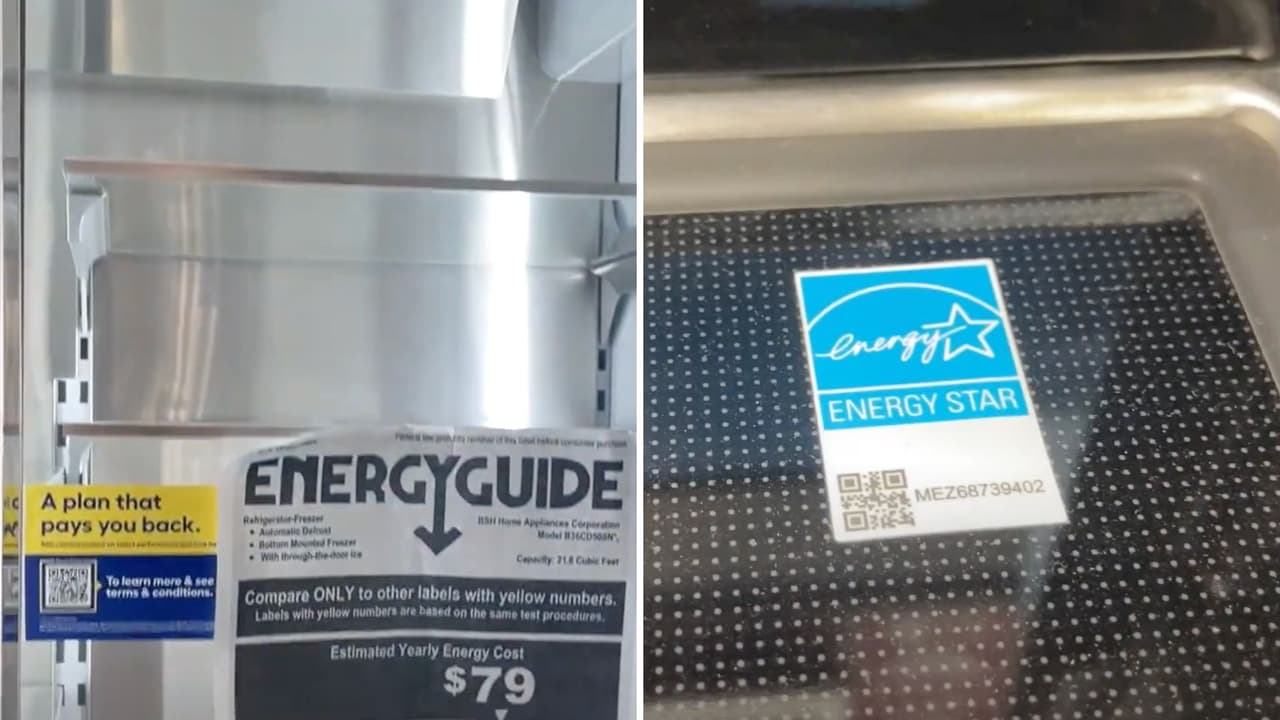 A plan that
pays you back.
To learn more & see
terms & conditions.
ENERGYGUIDE
Refrigerator-Freezer
• Automatic Defrost
• Bottom Mounted Freezer
• With through-the-door ice
BSH Home Appliances Corporation
Capacity: 21.6 Cubic Feet
Compare ONLY to other labels with yellow numbers.
Labels with yellow numbers are based on the same test procedures.
Estimated Yearly Energy Cost
$79
energy
ENERGY STAR
MEZ68739402